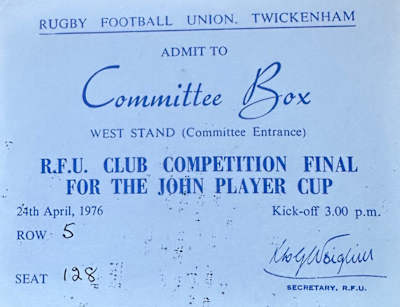 RUGBY FOOTBALL UNION, TWICKENHAM
ADMIT TO
Committee Box
WEST STAND (Committee Entrance)
R.F.U. CLUB COMPETITION FINAL
FOR THE JOHN PLAYER CUP
24th April, 1976 Kick-off 3.00 p.m.
ROW 5
SEAT 128
SECRETARY, R.F.U.